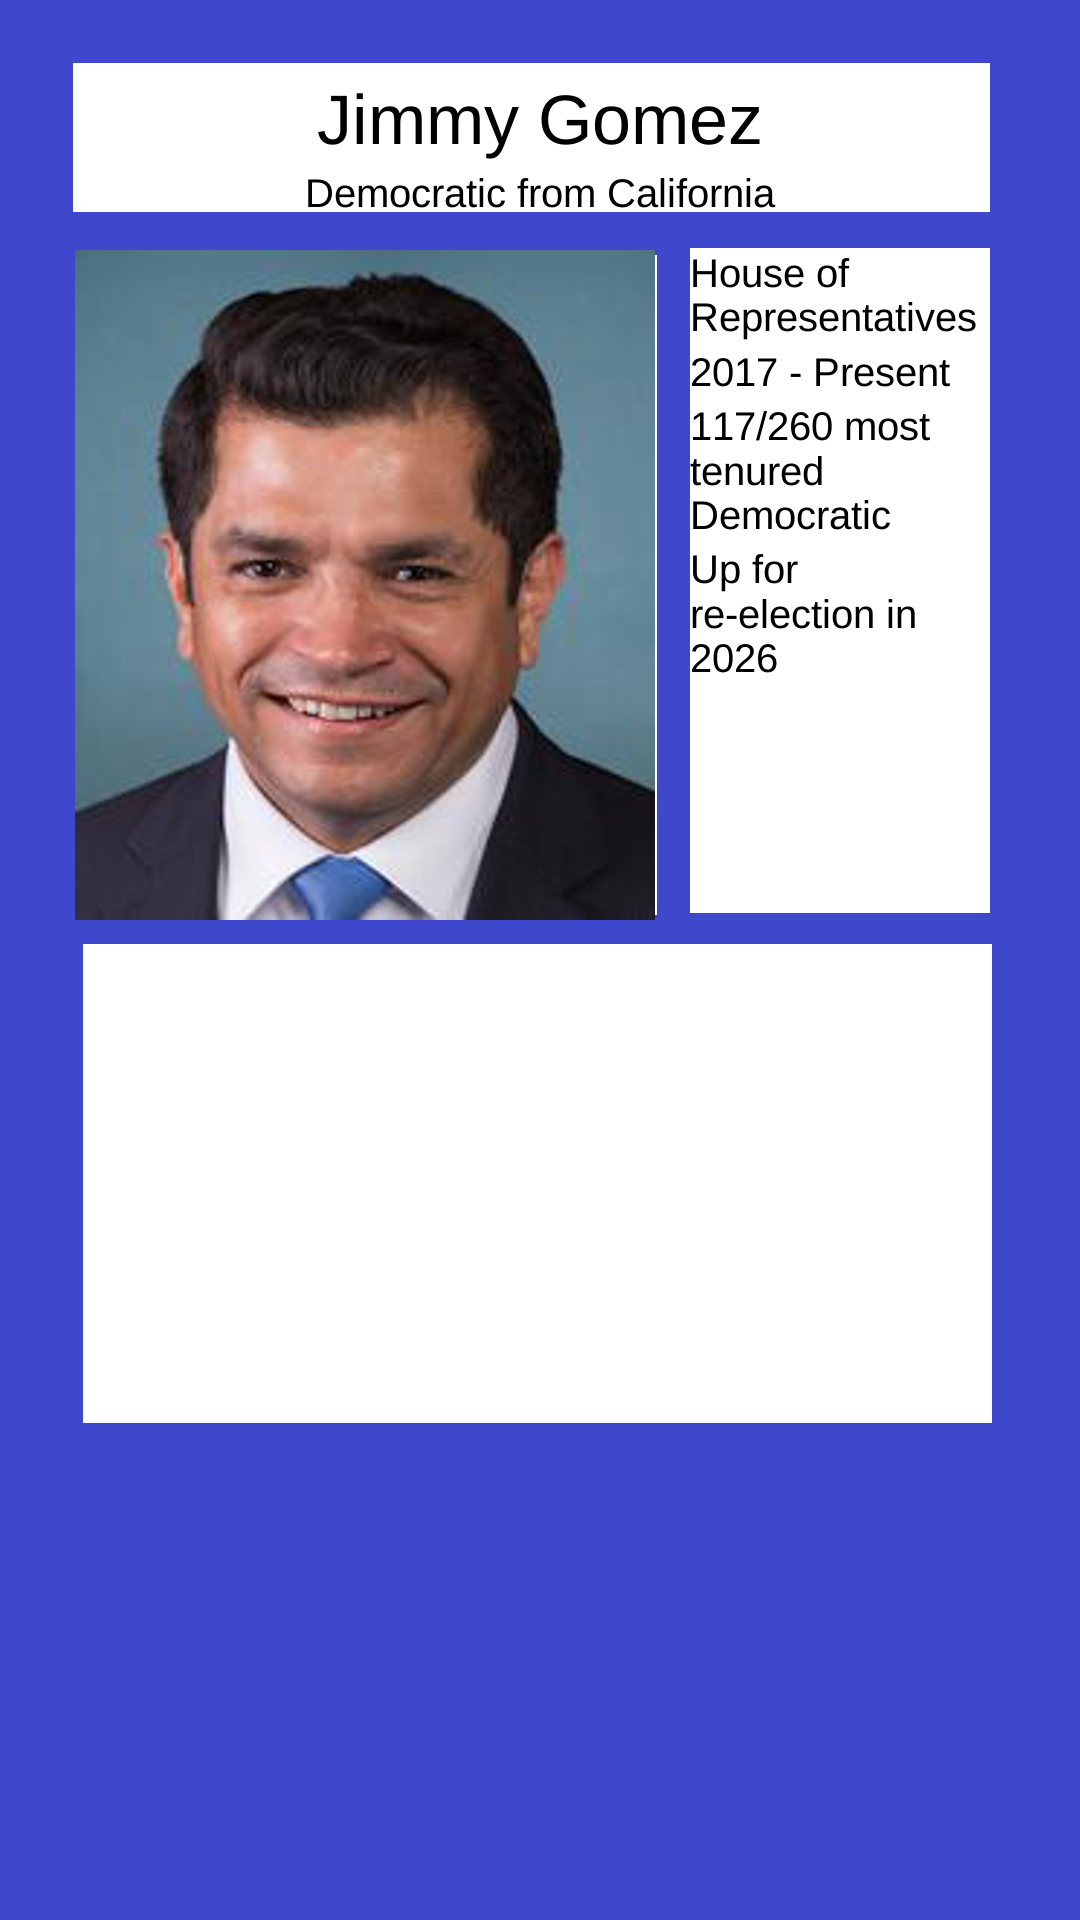 Jimmy Gomez
Democratic from California
House of
Representatives
2017 - Present
117/260 most
tenured
Democratic
Up for
re-election in
2026